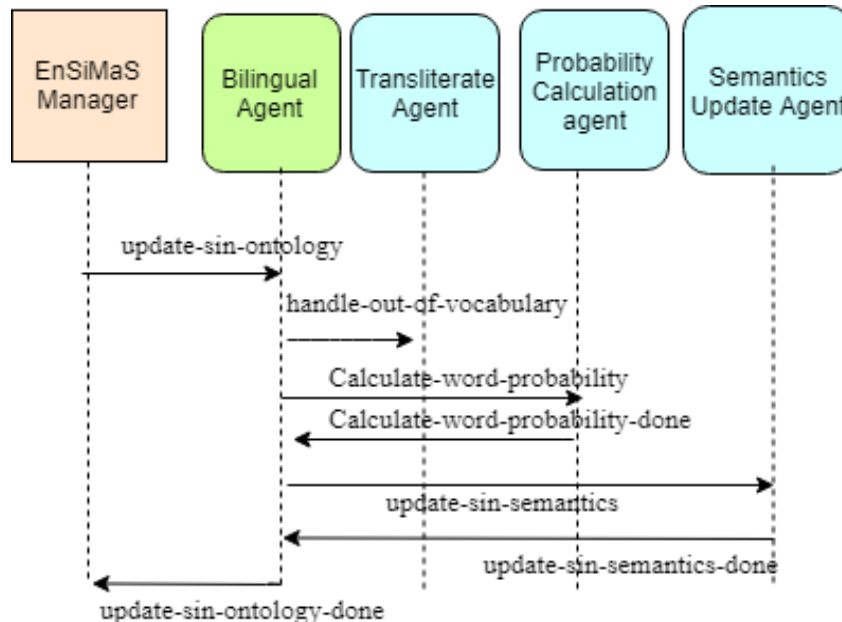 EnSiMaS
Manager
Bilingual
Agent
Transliterate
Agent
Probability
Calculation
agent
Semantics
Update Agent
update-sin-ontology
handle-out-of-vocabulary
Calculate-word-probability
Calculate-word-probability-done
update-sin-semantics
update-sin-semantics-done
update-sin-ontology-done